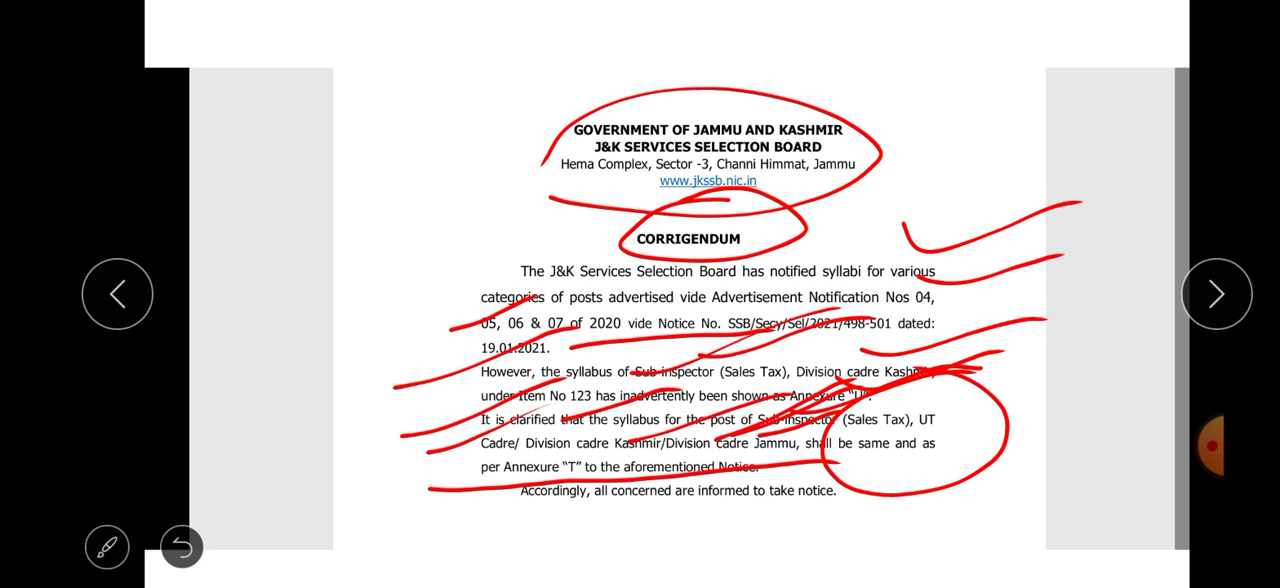 GOVERNMENT OF JAMMU AND KASHMIR
J&K SERVICES SELECTION BOARD
Hema Complex, Sector -3, Channi Himmat, Jammu
www.jkssb.nic.in
CORRIGENDUM
The J&K Services Selection Board has notified syllabi for various
categories of posts advertised vide Advertisement Notification Nos 04,
05, 06 & 07 of 2020 vide Notice No. SSB/Secy/Sel/2021/498-501 dated:
19.01.2021.
However, the syllabus of Sub-inspector (Sales Tax), Division cadre Kashmir,
under Item No 123 has inadvertently been shown as Annexure "U".
It is clarified that the syllabus for the post of Sub-inspector (Sales Tax), UT
Cadre/ Division cadre Kashmir/Division cadre Jammu, shall be same and as
per Annexure "T" to the aforementioned Notice.
Accordingly, all concerned are informed to take notice.